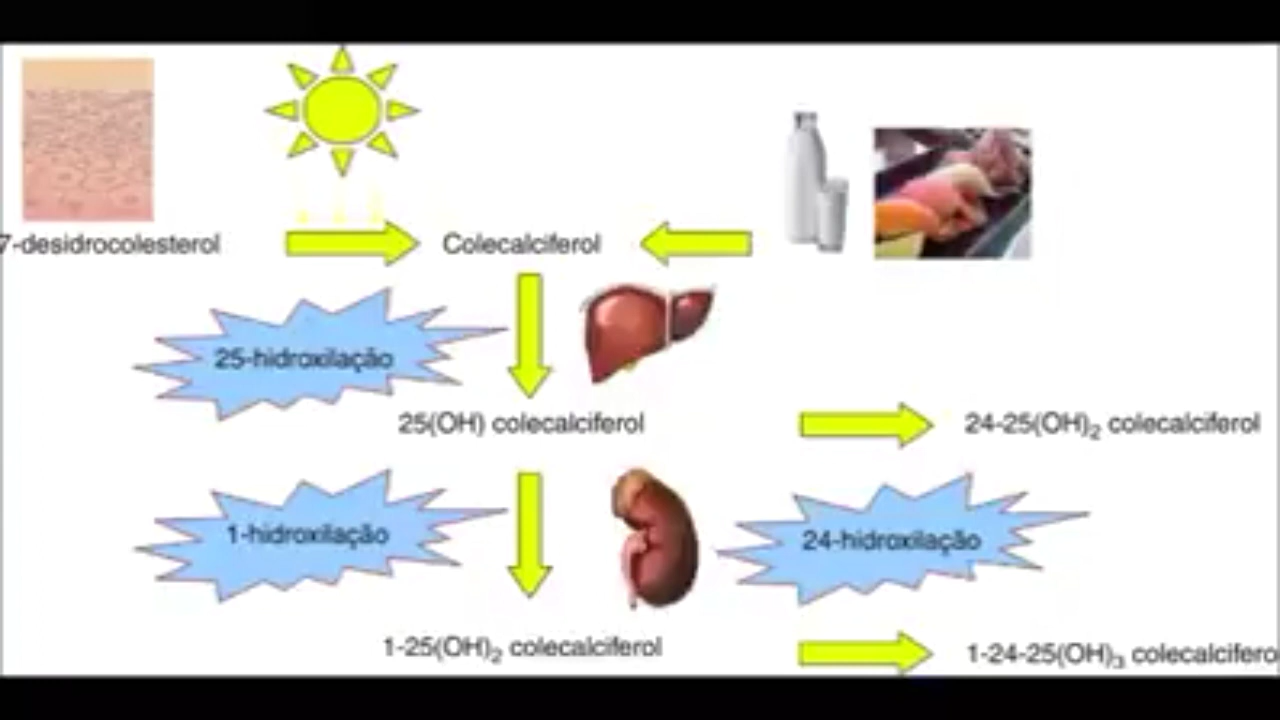 7-desidrocolesterol
Colecalciferol
25-hidroxilação
25(OH) colecalciferol
24-25(OH)₂ colecalciferol
1-hidroxilação
24-hidroxilação
1-25(OH)₂ colecalciferol
1-24-25(OH)₃ colecalcifero